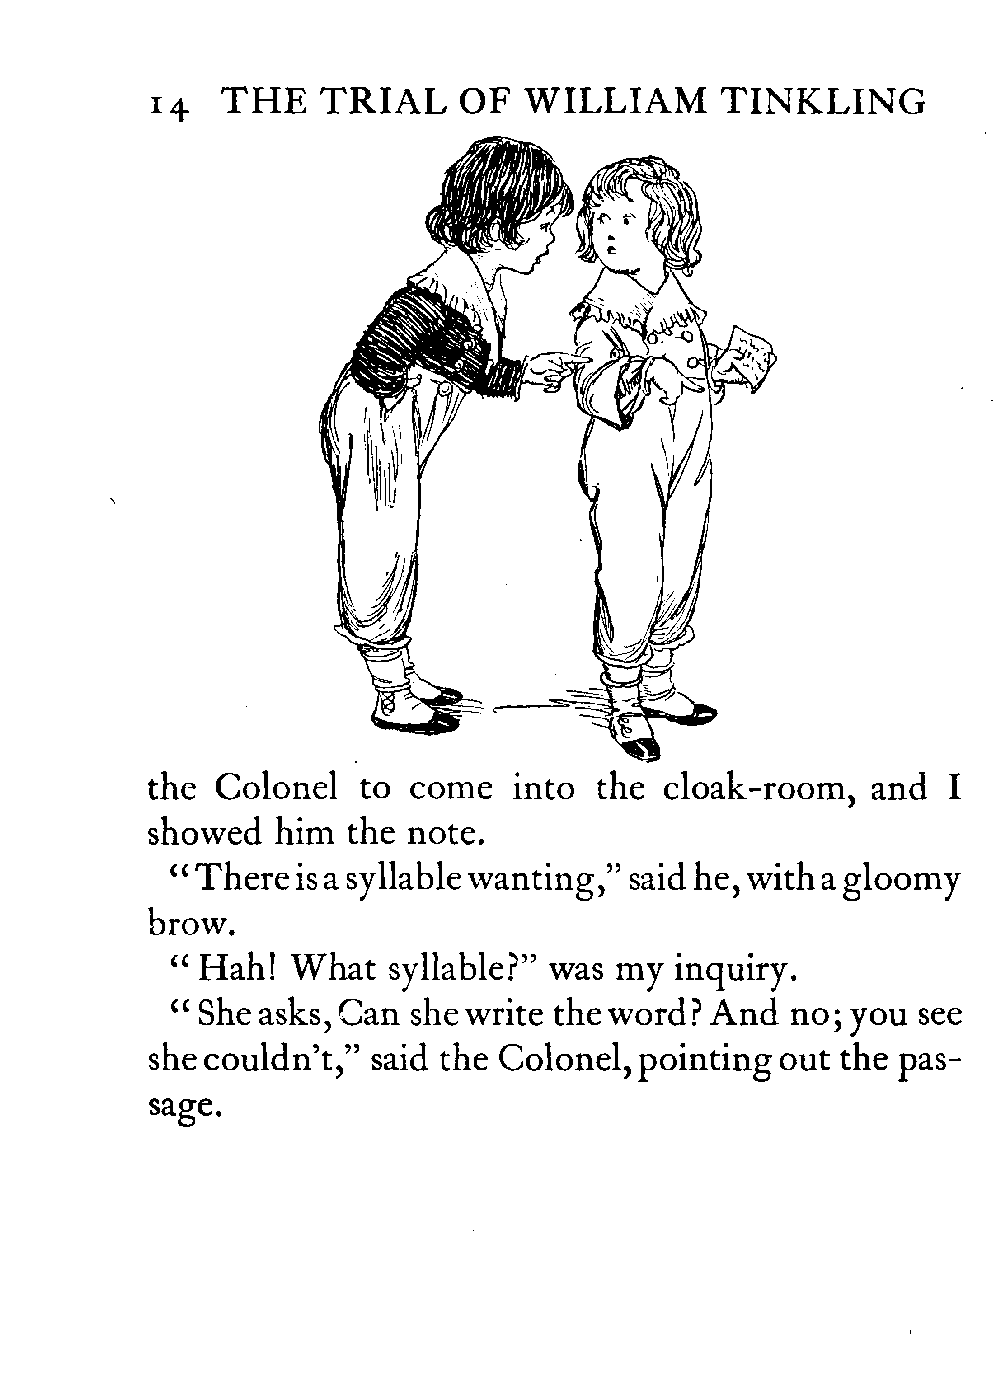 14 THE TRIAL OF WILLIAM TINKLING
the Colonel to come into the cloak-room, and I
showed him the note.
“There is a syllable wanting,” said he, with a gloomy
brow.
“Hah! What syllable?” was my inquiry.
“She asks, Can she write the word? And no; you see
she couldn’t,” said the Colonel, pointing out the pas-
sage.